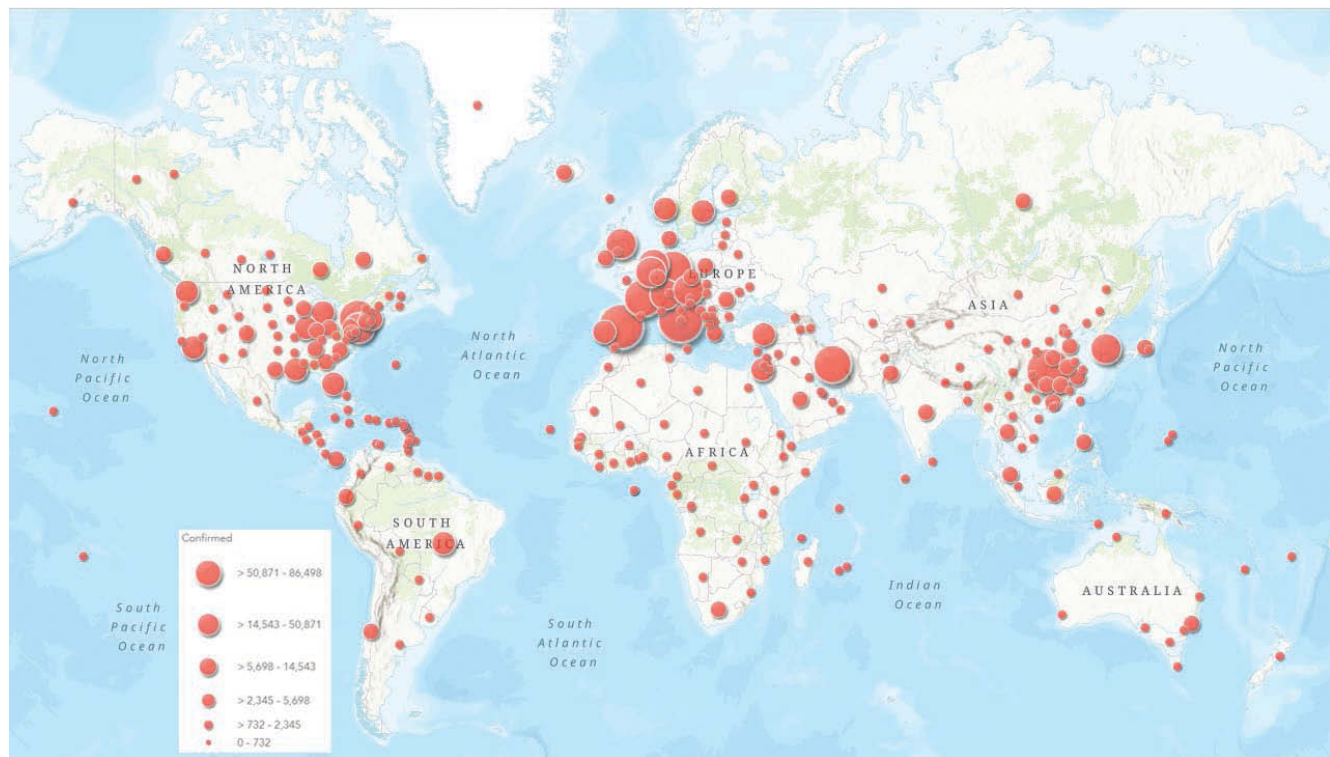 NORTH
AMERICA
EUROPE
ASIA
North
Pacific
Ocean
North
Atlantic
Ocean
North
Pacific
Ocean
AFRICA
SOUTH
AMERICA
Confirmed
> 50,871 - 86,498
> 14,543 - 50,871
> 5,698 - 14,543
> 2,345 - 5,698
> 732 - 2,345
0 - 732
South
Pacific
Ocean
South
Atlantic
Ocean
Indian
Ocean
AUSTRALIA